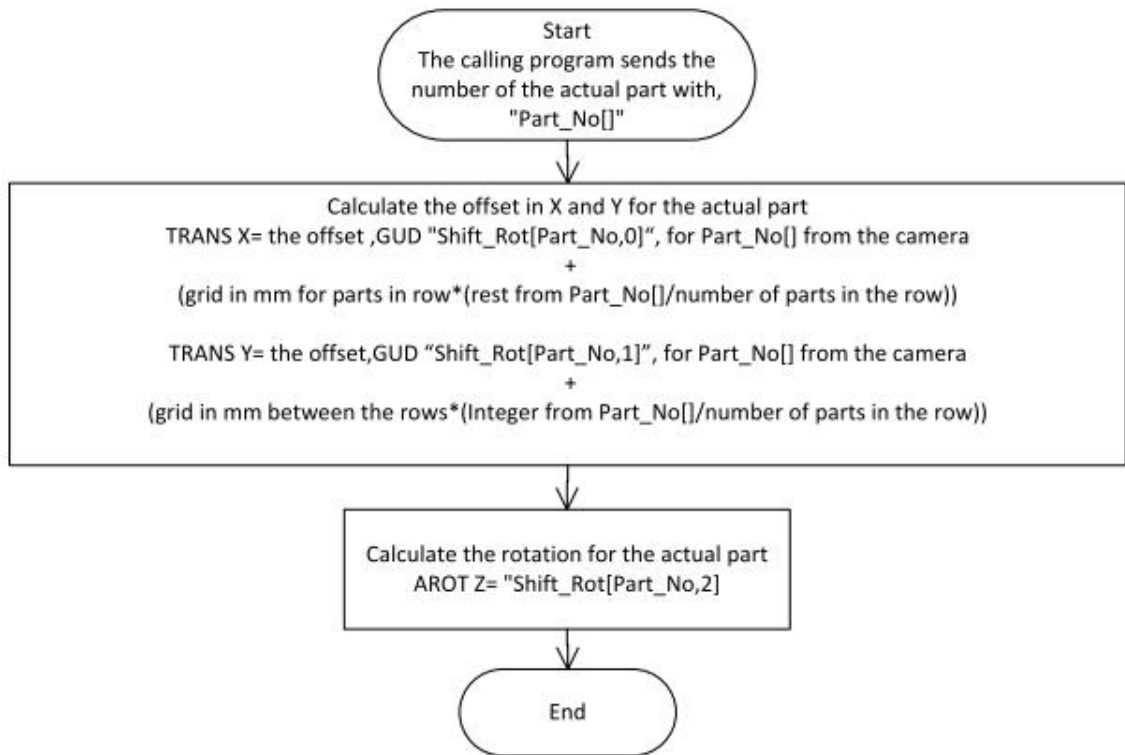 Start
The calling program sends the
number of the actual part with,
"Part_No[]"
Calculate the offset in X and Y for the actual part
TRANS X= the offset ,GUD "Shift_Rot[Part_No,0]“, for Part_No[] from the camera
+
(grid in mm for parts in row*(rest from Part_No[]/number of parts in the row))
TRANS Y= the offset,GUD “Shift_Rot[Part_No,1]”, for Part_No[] from the camera
+
(grid in mm between the rows*(Integer from Part_No[]/number of parts in the row))
Calculate the rotation for the actual part
AROT Z= "Shift_Rot[Part_No,2]
End